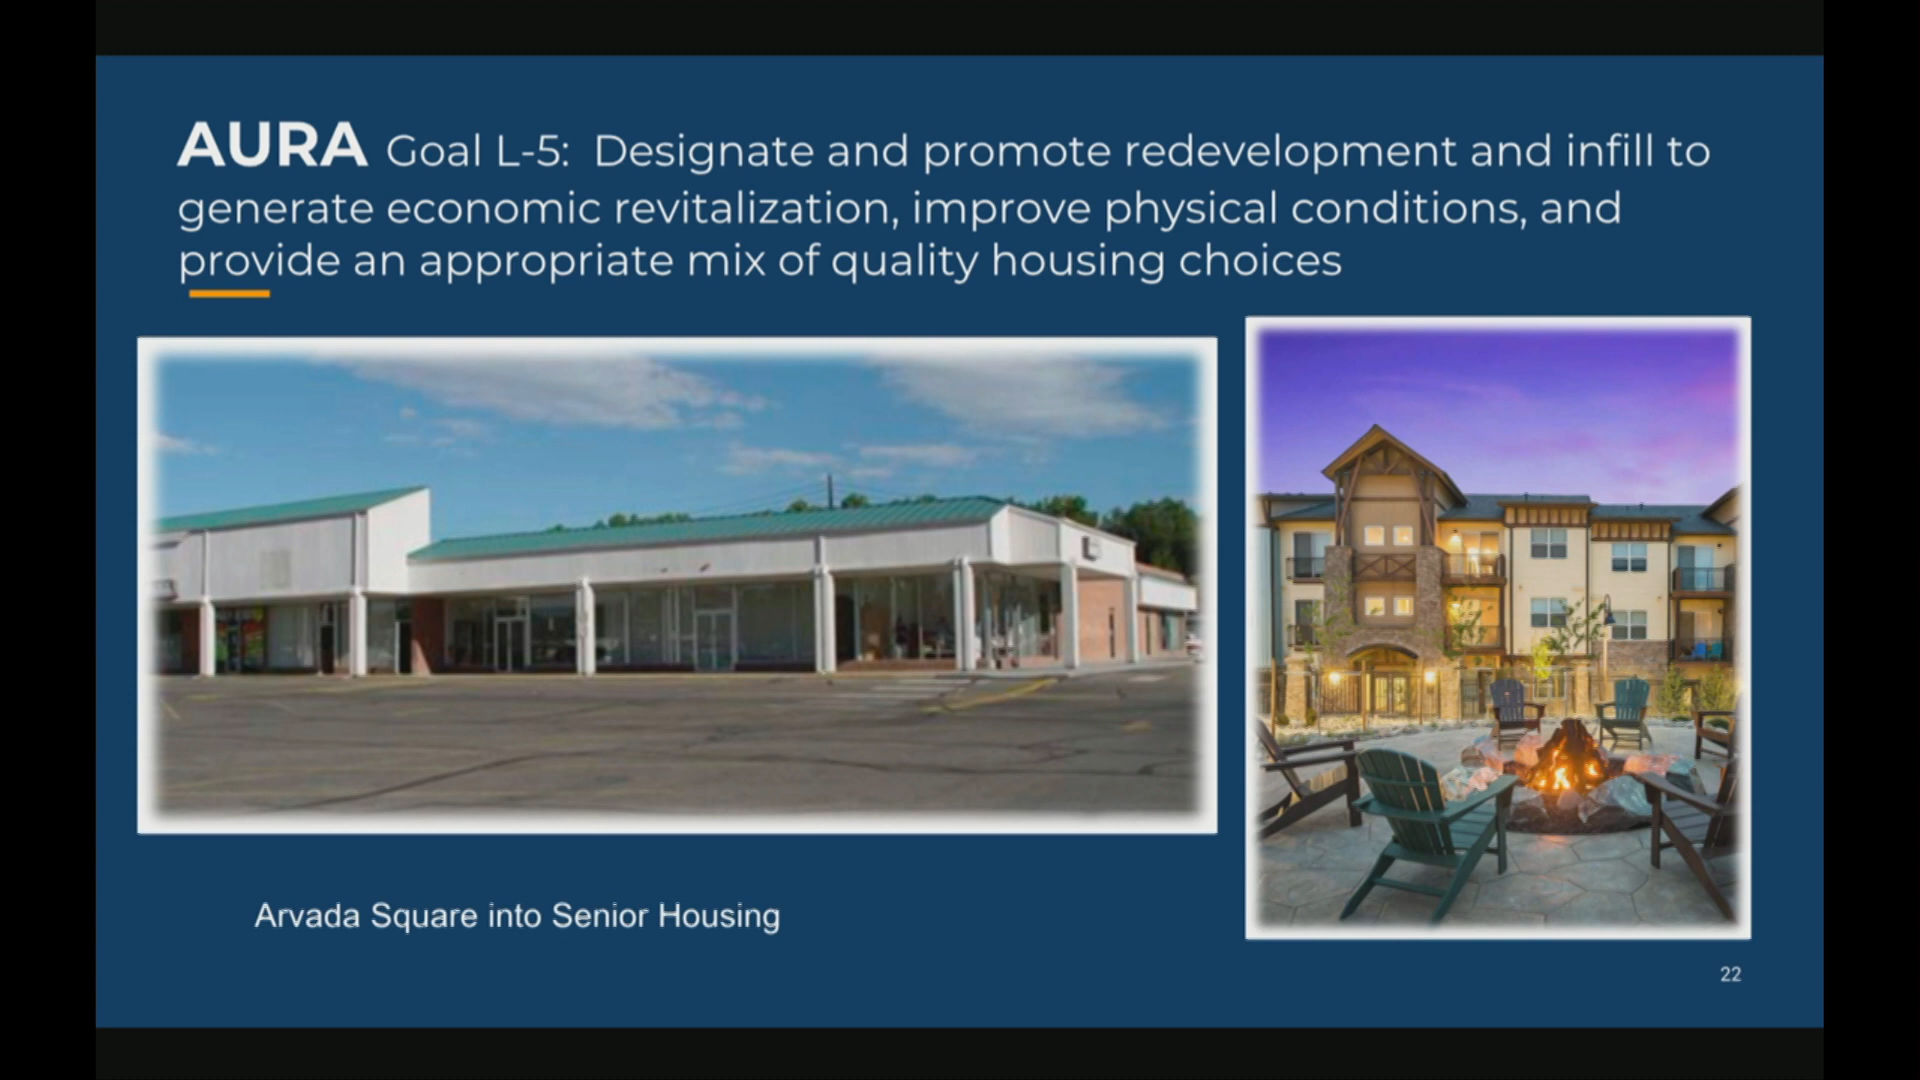 AURA Goal L-5: Designate and promote redevelopment and infill to
generate economic revitalization, improve physical conditions, and
provide an appropriate mix of quality housing choices
Arvada Square into Senior Housing
22